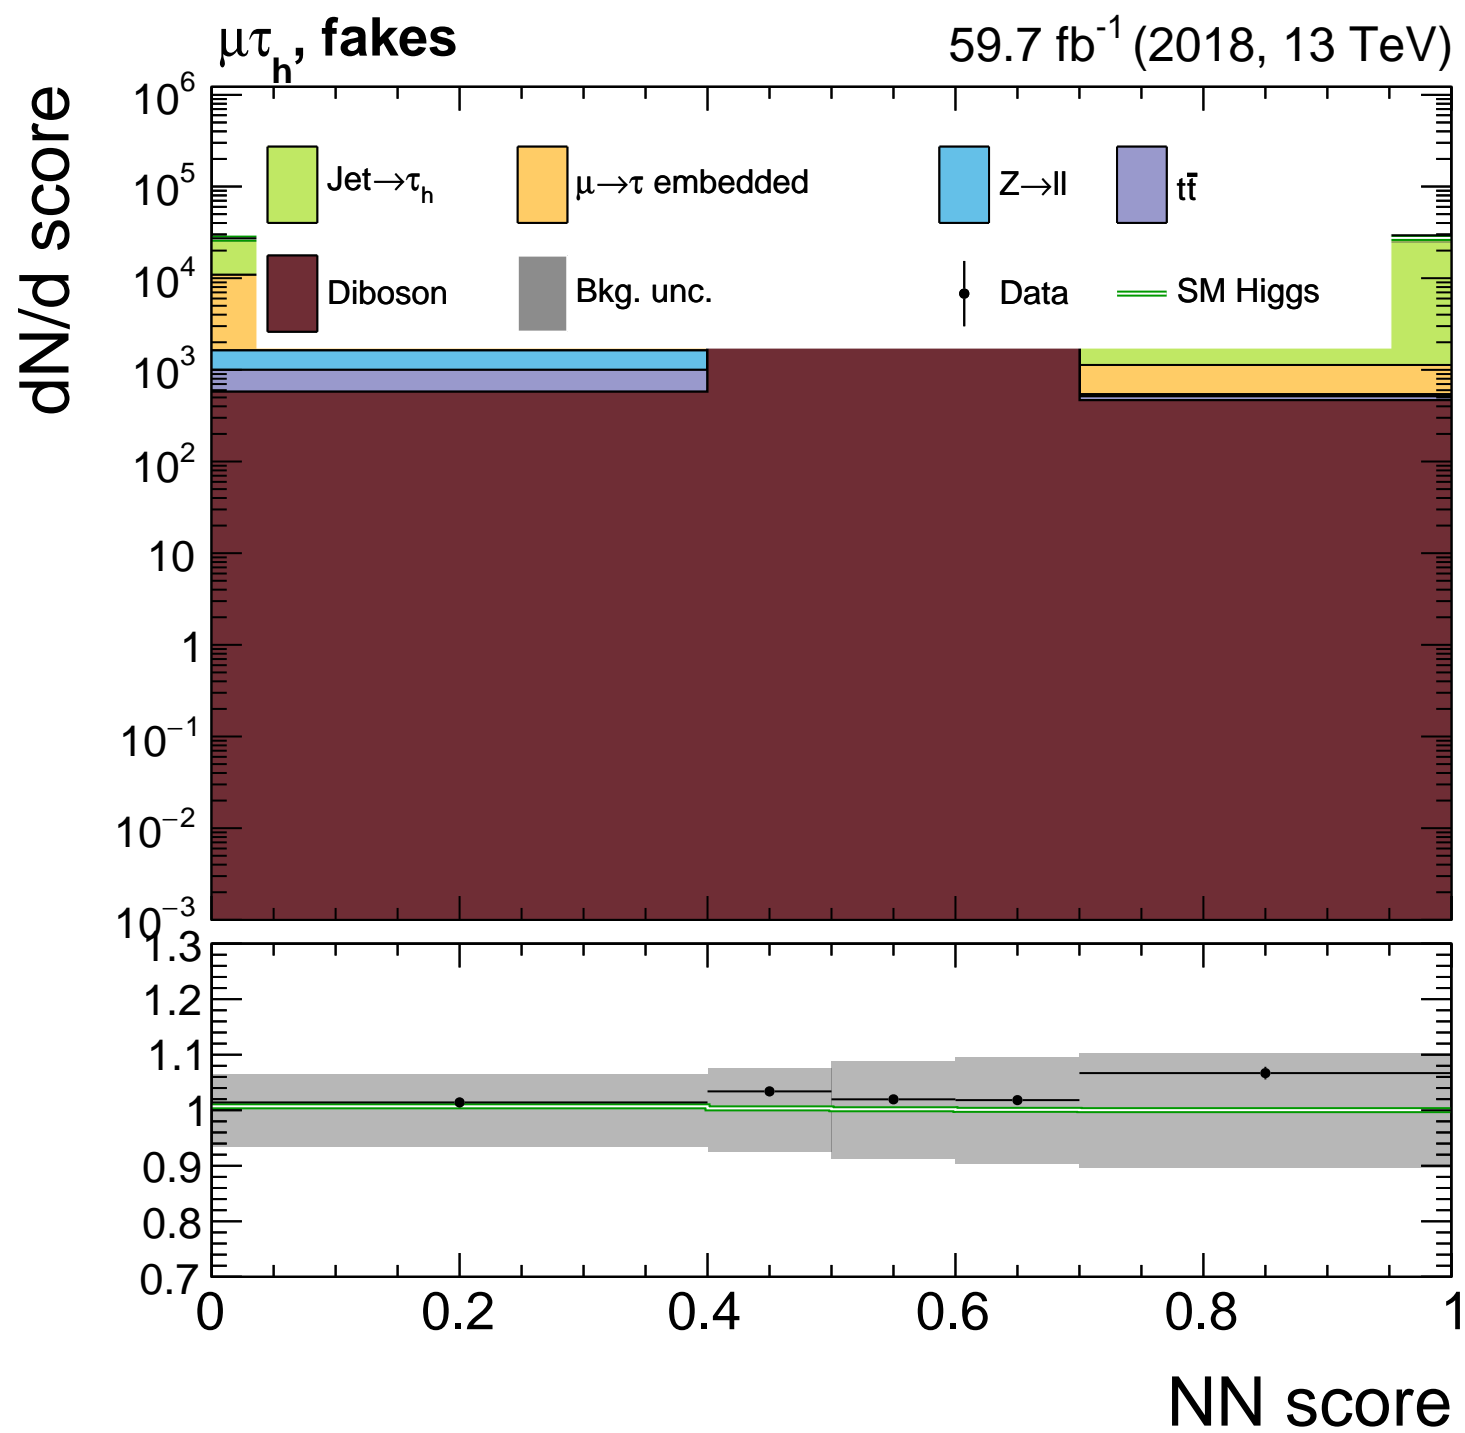 μτh, fakes 59.7 fb-1 (2018, 13 TeV)
dN/d score
10^6
10^5
10^4
10^3
10^2
10
1
10^−1
10^−2
10^−3
Jet→τh μ→τ embedded Z→ll tt̄
Diboson Bkg. unc. Data SM Higgs
1.3
1.2
1.1
1
0.9
0.8
0.7
0 0.2 0.4 0.6 0.8 1
NN score